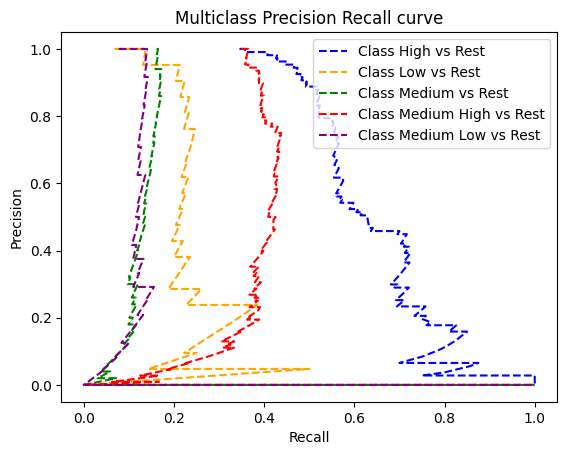 Multiclass Precision Recall curve
Class High vs Rest
Class Low vs Rest
Class Medium vs Rest
Class Medium High vs Rest
Class Medium Low vs Rest
Precision
1.0
0.8
0.6
0.4
0.2
0.0
0.0 0.2 0.4 0.6 0.8 1.0
Recall